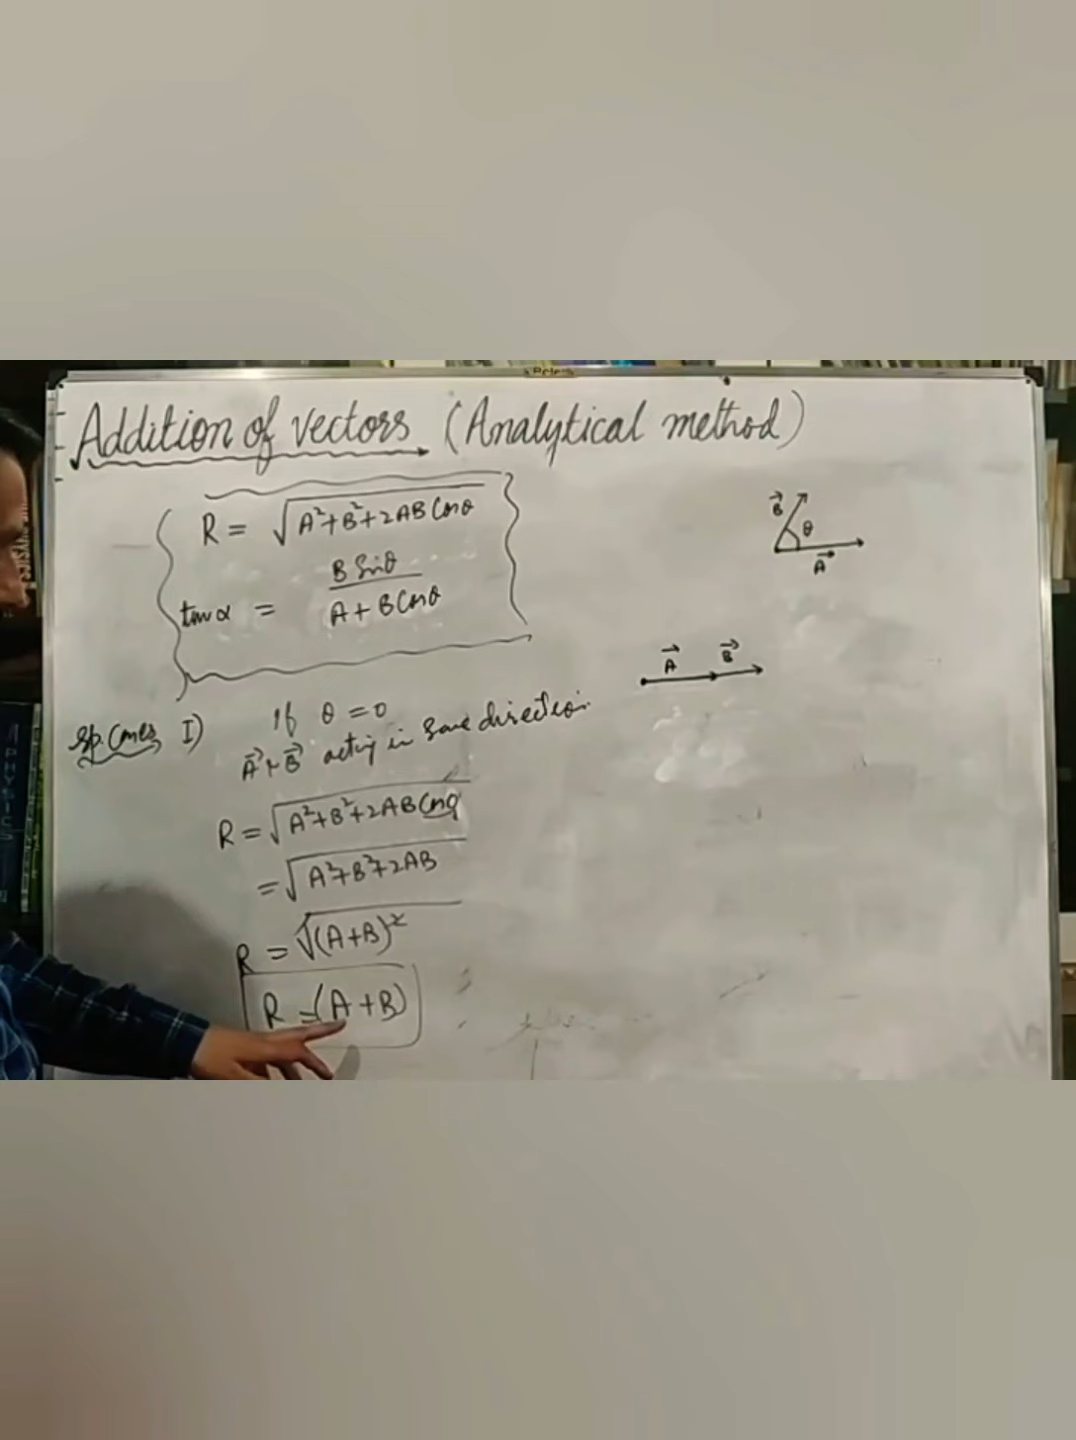 Addition of vectors (Analytical method)
R = √(A²+B²+2AB Cosθ)
tan α = B Sinθ / (A + B Cosθ)
B⃗ θ
A⃗
A⃗ B⃗
Sp. Cases I) If θ = 0
A⃗ & B⃗ acting in same direction
R = √(A²+B²+2AB Cos0)
= √(A²+B²+2AB)
R = √(A+B)²
R = (A+B)
PHYSICS